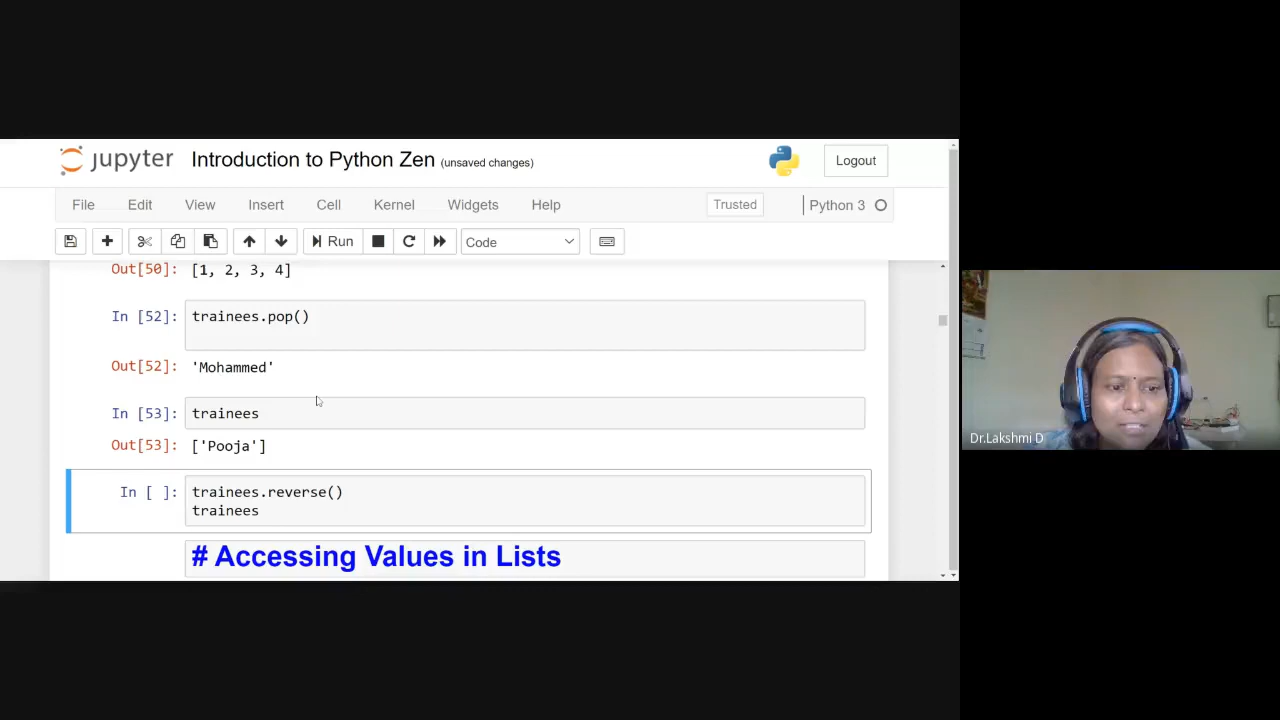 jupyter Introduction to Python Zen (unsaved changes) Logout
File Edit View Insert Cell Kernel Widgets Help Trusted Python 3
Run Code
Out[50]: [1, 2, 3, 4]
In [52]: trainees.pop()
Out[52]: 'Mohammed'
In [53]: trainees
Out[53]: ['Pooja']
In [ ]: trainees.reverse()
trainees
# Accessing Values in Lists
Dr.Lakshmi D